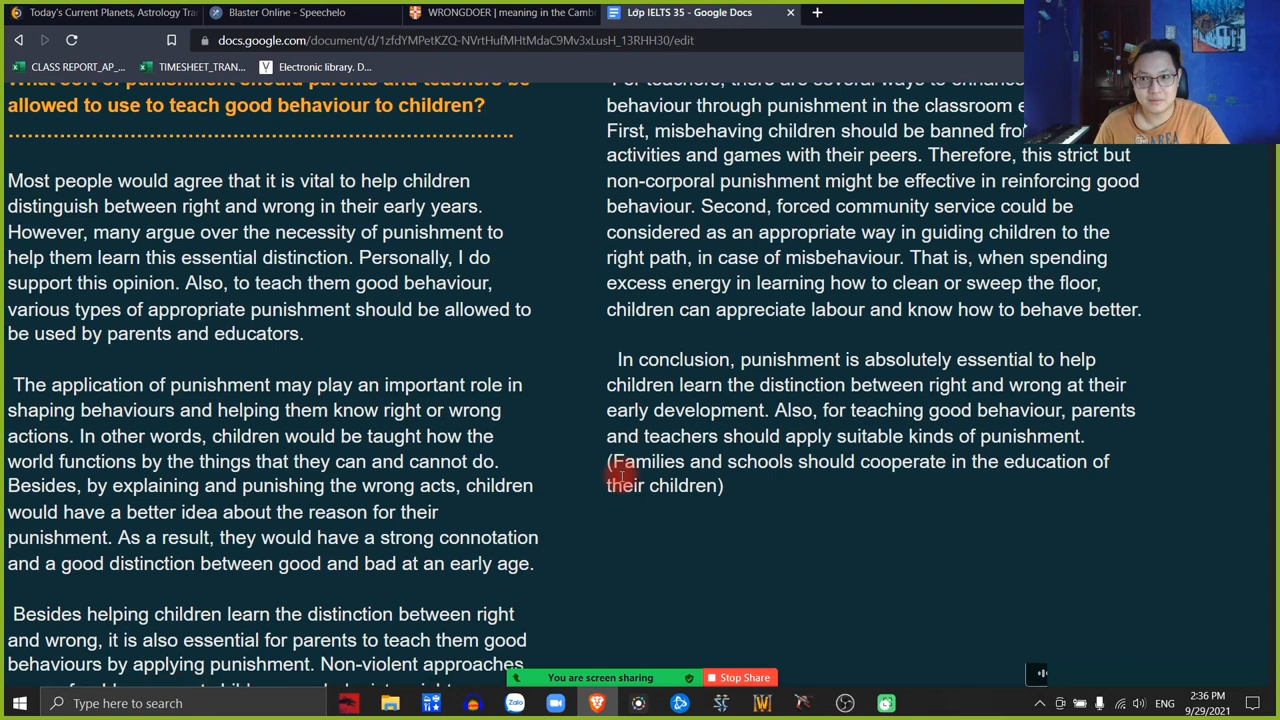 Today's Current Planets, Astrology Tra
Blaster Online - Speechelo
WRONGDOER | meaning in the Camb
Lớp IELTS 35 - Google Docs
docs.google.com/document/d/1zfdYMPetKZQ-NVrtHufMHtMdaC9Mv3xLusH_13RHH30/edit
CLASS REPORT_AP_...
TIMESHEET_TRAN...
Electronic library. D...
What sort of punishment should parents and teachers be
allowed to use to teach good behaviour to children?
Most people would agree that it is vital to help children
distinguish between right and wrong in their early years.
However, many argue over the necessity of punishment to
help them learn this essential distinction. Personally, I do
support this opinion. Also, to teach them good behaviour,
various types of appropriate punishment should be allowed to
be used by parents and educators.
The application of punishment may play an important role in
shaping behaviours and helping them know right or wrong
actions. In other words, children would be taught how the
world functions by the things that they can and cannot do.
Besides, by explaining and punishing the wrong acts, children
would have a better idea about the reason for their
punishment. As a result, they would have a strong connotation
and a good distinction between good and bad at an early age.
Besides helping children learn the distinction between right
and wrong, it is also essential for parents to teach them good
behaviours by applying punishment. Non-violent approaches
For teachers, there are several ways to enhance
behaviour through punishment in the classroom e
First, misbehaving children should be banned fro
activities and games with their peers. Therefore, this strict but
non-corporal punishment might be effective in reinforcing good
behaviour. Second, forced community service could be
considered as an appropriate way in guiding children to the
right path, in case of misbehaviour. That is, when spending
excess energy in learning how to clean or sweep the floor,
children can appreciate labour and know how to behave better.
In conclusion, punishment is absolutely essential to help
children learn the distinction between right and wrong at their
early development. Also, for teaching good behaviour, parents
and teachers should apply suitable kinds of punishment.
(Families and schools should cooperate in the education of
their children)
You are screen sharing
Stop Share
Type here to search
Zalo
ENG
2:36 PM
9/29/2021